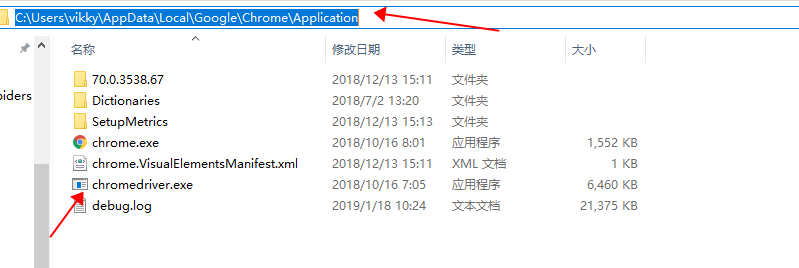 C:\Users\vikky\AppData\Local\Google\Chrome\Application
名称 修改日期 类型 大小
70.0.3538.67 2018/12/13 15:11 文件夹
piders Dictionaries 2018/7/2 13:20 文件夹
SetupMetrics 2018/12/13 15:13 文件夹
chrome.exe 2018/10/16 8:01 应用程序 1,552 KB
chrome.VisualElementsManifest.xml 2018/12/13 15:11 XML 文档 1 KB
chromedriver.exe 2018/10/16 7:05 应用程序 6,460 KB
debug.log 2019/1/18 10:24 文本文档 21,375 KB